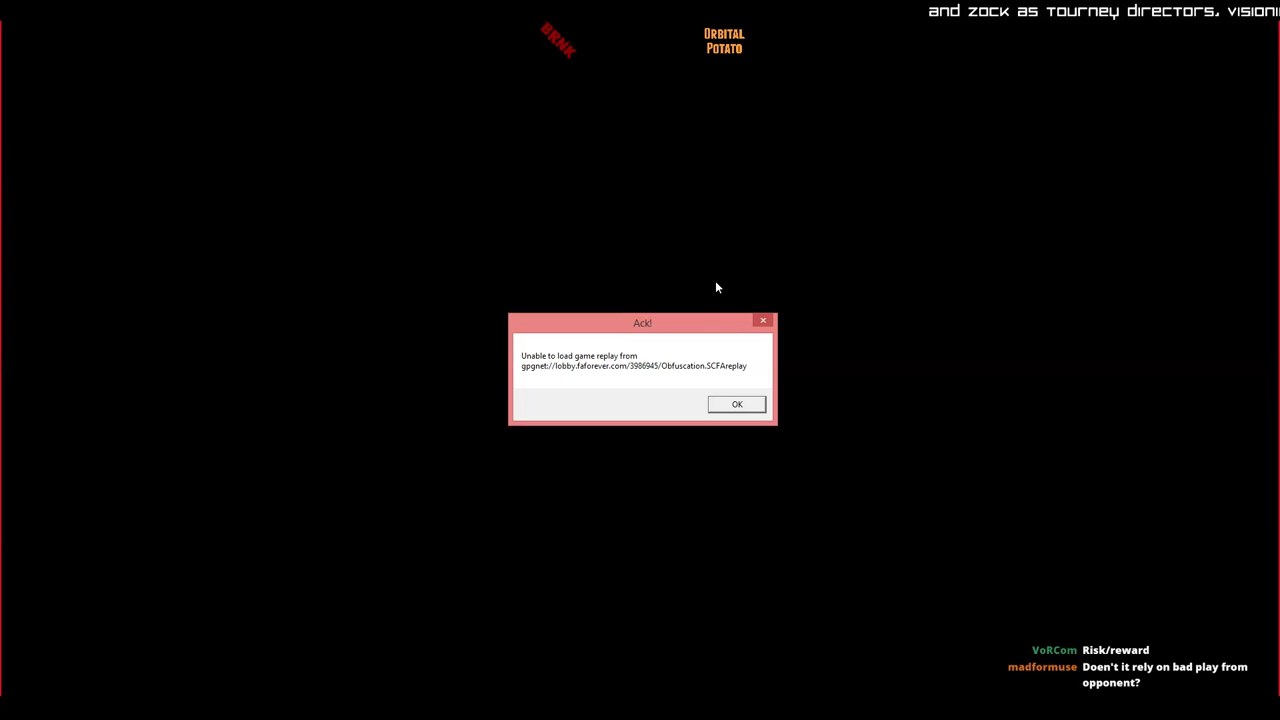 and zock as tourney directors, visioni
BRNK
ORBITAL
POTATO
Ack!
Unable to load game replay from
gpgnet://lobby.faforever.com/3986945/Obfuscation.SCFAreplay
OK
VoRCom Risk/reward
madformuse Doen't it rely on bad play from
opponent?